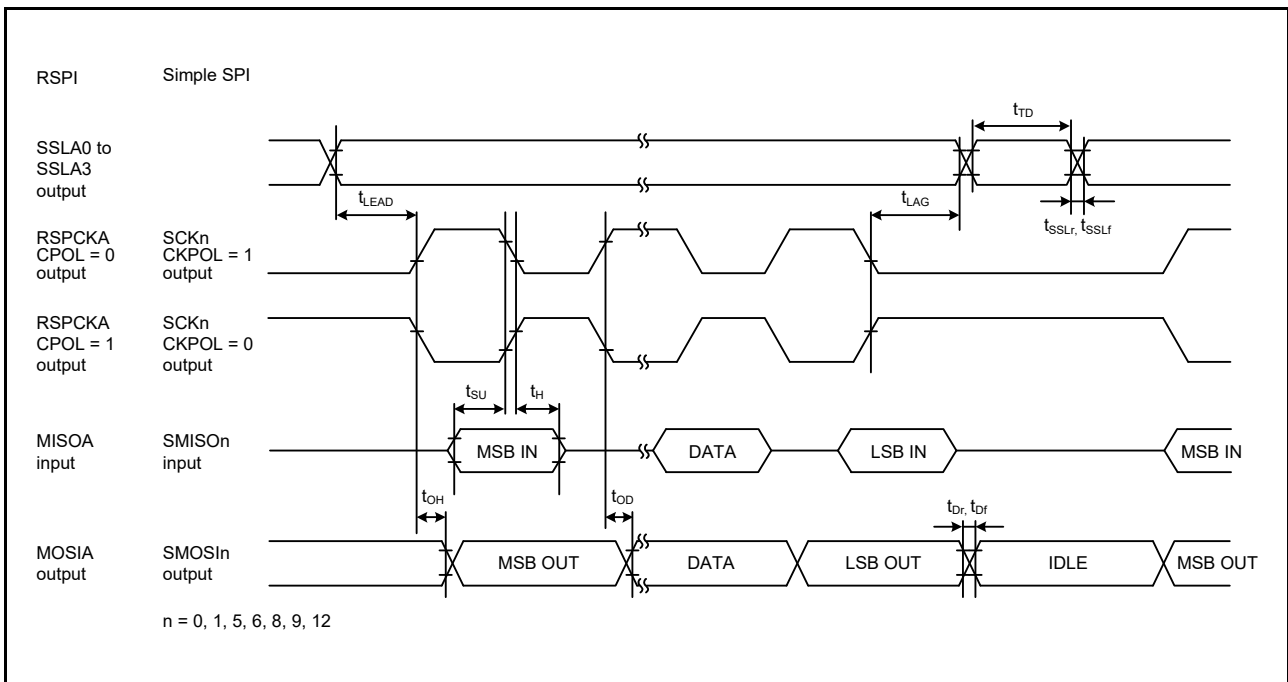 RSPI
Simple SPI
tTD
SSLA0 to
SSLA3
output
tLEAD
tLAG
tSSLr, tSSLf
RSPCKA
CPOL = 0
output
SCKn
CKPOL = 1
output
RSPCKA
CPOL = 1
output
SCKn
CKPOL = 0
output
tSU
tH
MISOA
input
SMISOn
input
MSB IN
DATA
LSB IN
MSB IN
tOH
tOD
tDr, tDf
MOSIA
output
SMOSIn
output
MSB OUT
DATA
LSB OUT
IDLE
MSB OUT
n = 0, 1, 5, 6, 8, 9, 12